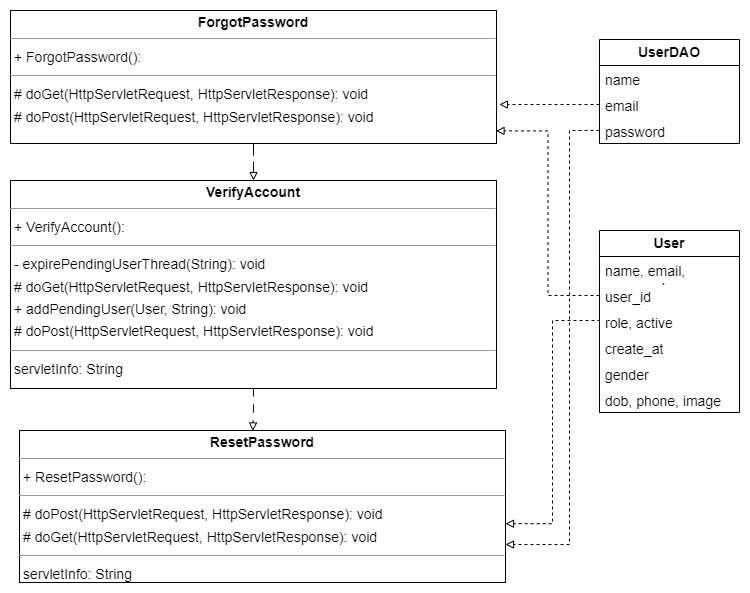 ForgotPassword
+ ForgotPassword():
# doGet(HttpServletRequest, HttpServletResponse): void
# doPost(HttpServletRequest, HttpServletResponse): void
VerifyAccount
+ VerifyAccount():
- expirePendingUserThread(String): void
# doGet(HttpServletRequest, HttpServletResponse): void
+ addPendingUser(User, String): void
# doPost(HttpServletRequest, HttpServletResponse): void
servletInfo: String
ResetPassword
+ ResetPassword():
# doPost(HttpServletRequest, HttpServletResponse): void
# doGet(HttpServletRequest, HttpServletResponse): void
servletInfo: String
UserDAO
name
email
password
User
name, email,
user_id
role, active
create_at
gender
dob, phone, image